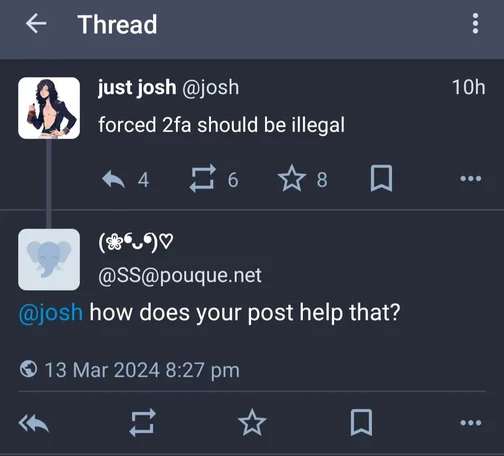 Thread
just josh @josh 10h
forced 2fa should be illegal
4 6 8
(❀❛ᴗ❛)♡
@SS@pouque.net
@josh how does your post help that?
13 Mar 2024 8:27 pm